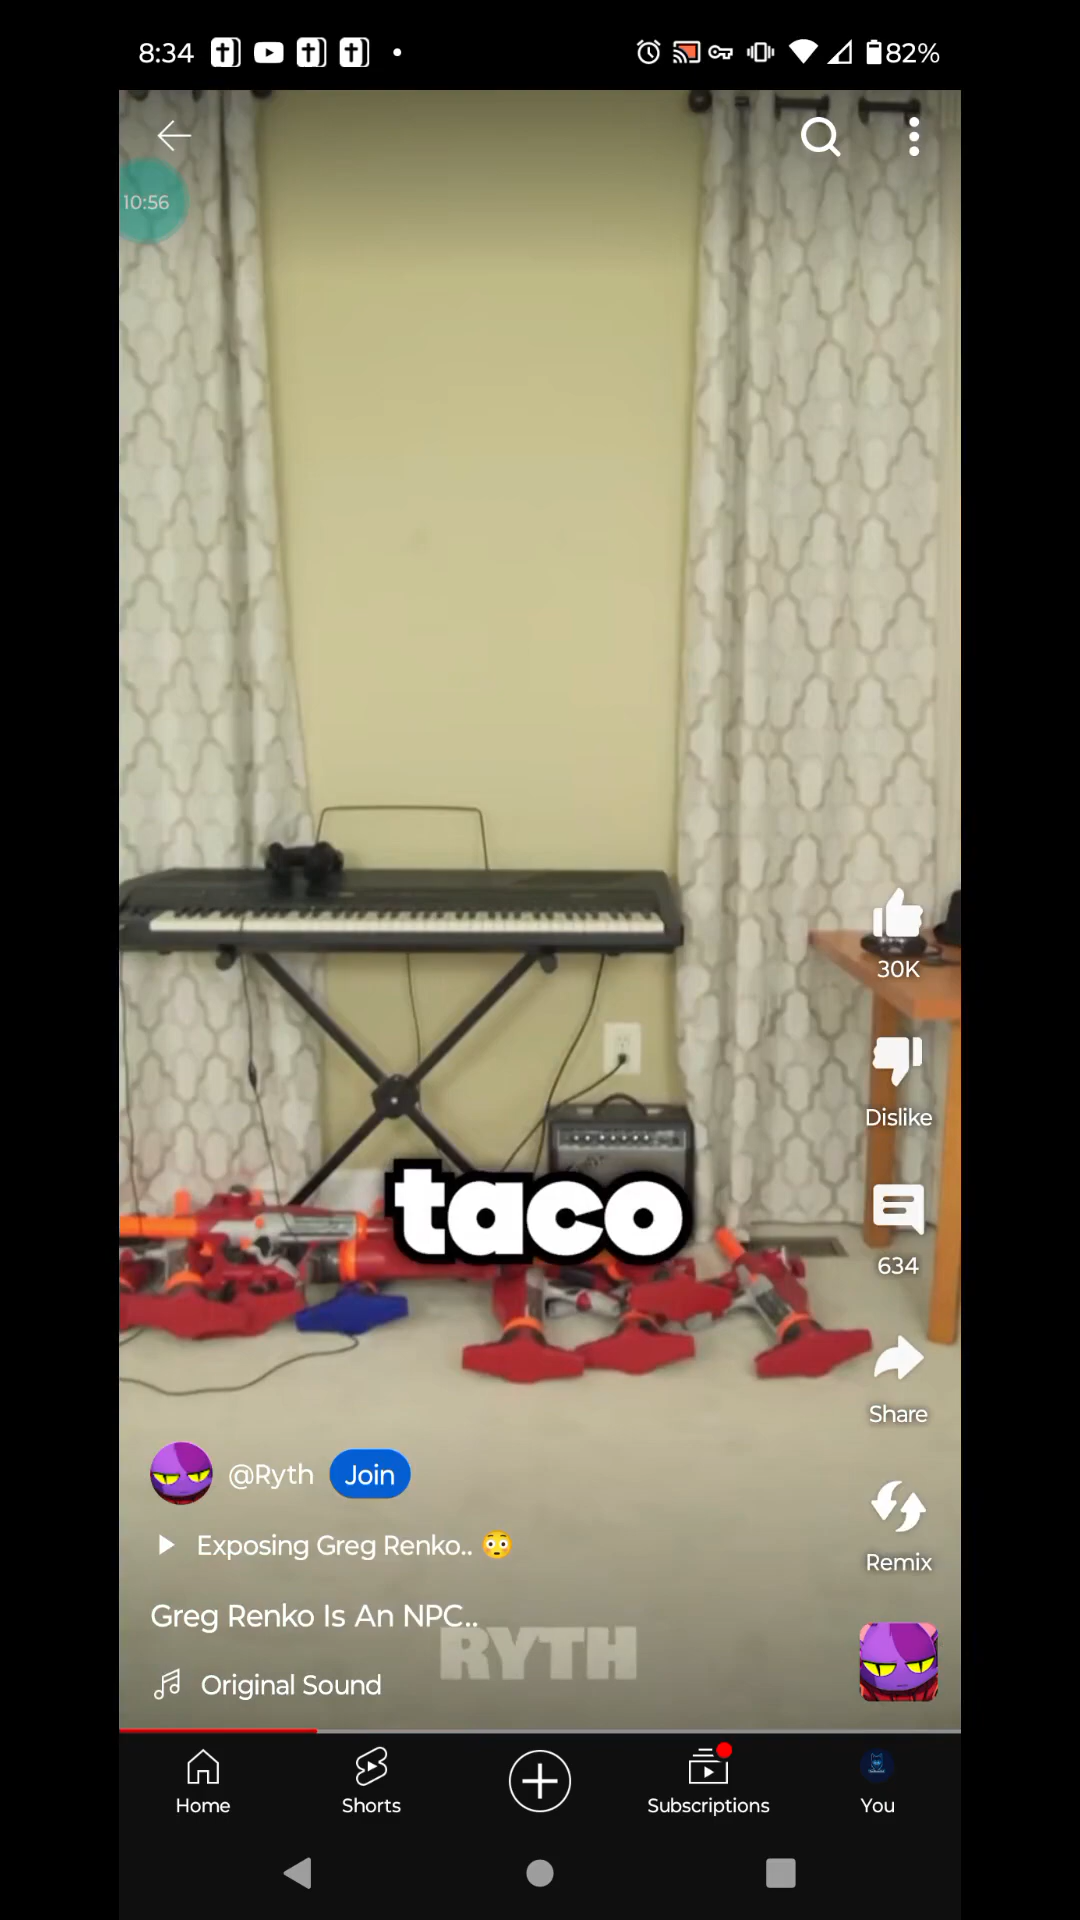 8:34
82%
10:56
30K
Dislike
taco
634
Share
@Ryth Join
Exposing Greg Renko.. 😳
Remix
Greg Renko Is An NPC..
RYTH
Original Sound
Home Shorts Subscriptions You